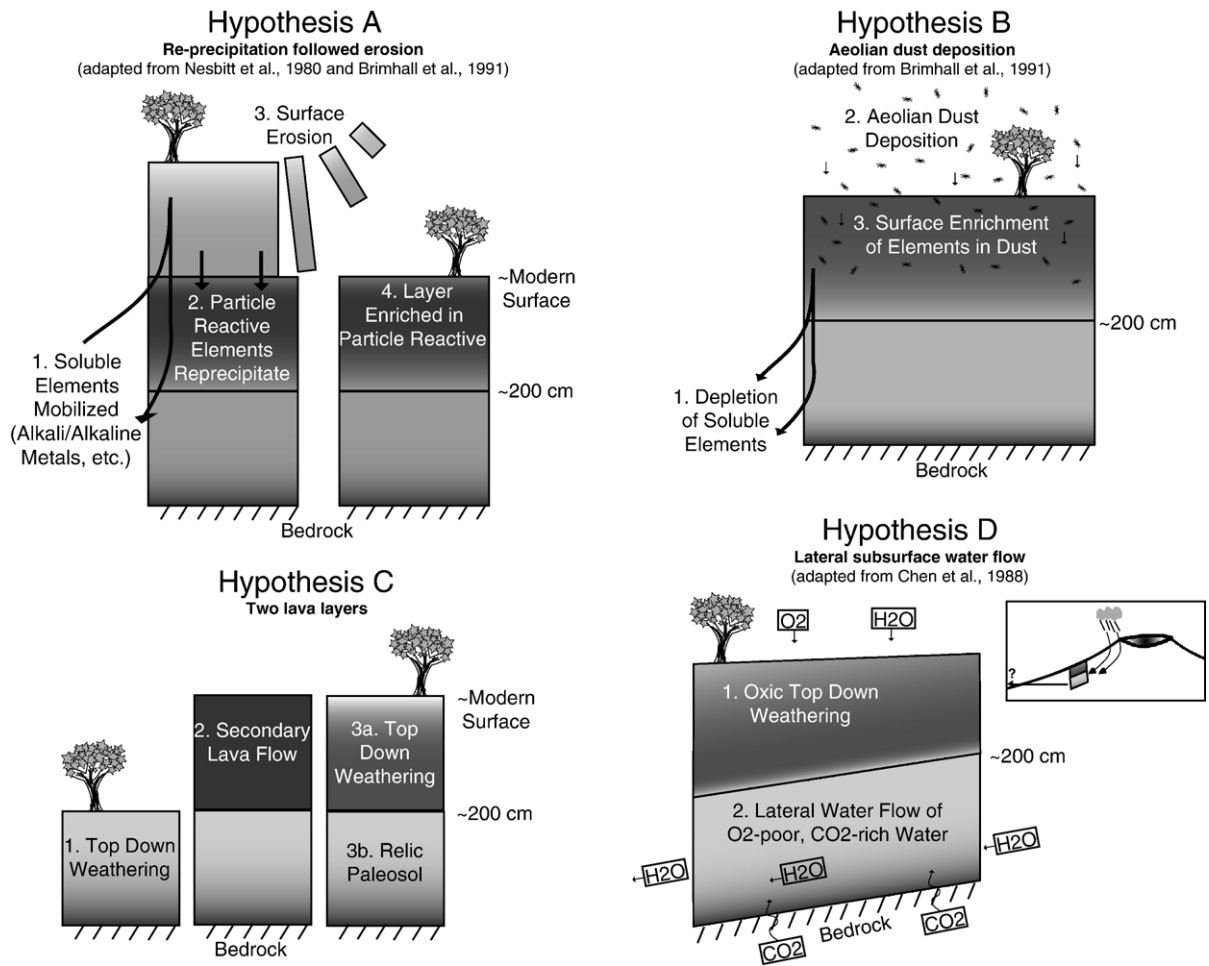 Hypothesis A
Re-precipitation followed erosion
(adapted from Nesbitt et al., 1980 and Brimhall et al., 1991)
3. Surface
Erosion
2. Particle
Reactive
Elements
Reprecipitate
1. Soluble
Elements
Mobilized
(Alkali/Alkaline
Metals, etc.)
4. Layer
Enriched in
Particle Reactive
~Modern
Surface
~200 cm
Bedrock
Hypothesis B
Aeolian dust deposition
(adapted from Brimhall et al., 1991)
2. Aeolian Dust
Deposition
3. Surface Enrichment
of Elements in Dust
~200 cm
1. Depletion
of Soluble
Elements
Bedrock
Hypothesis C
Two lava layers
1. Top Down
Weathering
2. Secondary
Lava Flow
3a. Top
Down
Weathering
3b. Relic
Paleosol
~Modern
Surface
~200 cm
Bedrock
Hypothesis D
Lateral subsurface water flow
(adapted from Chen et al., 1988)
O2
H2O
?
1. Oxic Top Down
Weathering
~200 cm
2. Lateral Water Flow of
O2-poor, CO2-rich Water
H2O
H2O
H2O
CO2
CO2
Bedrock